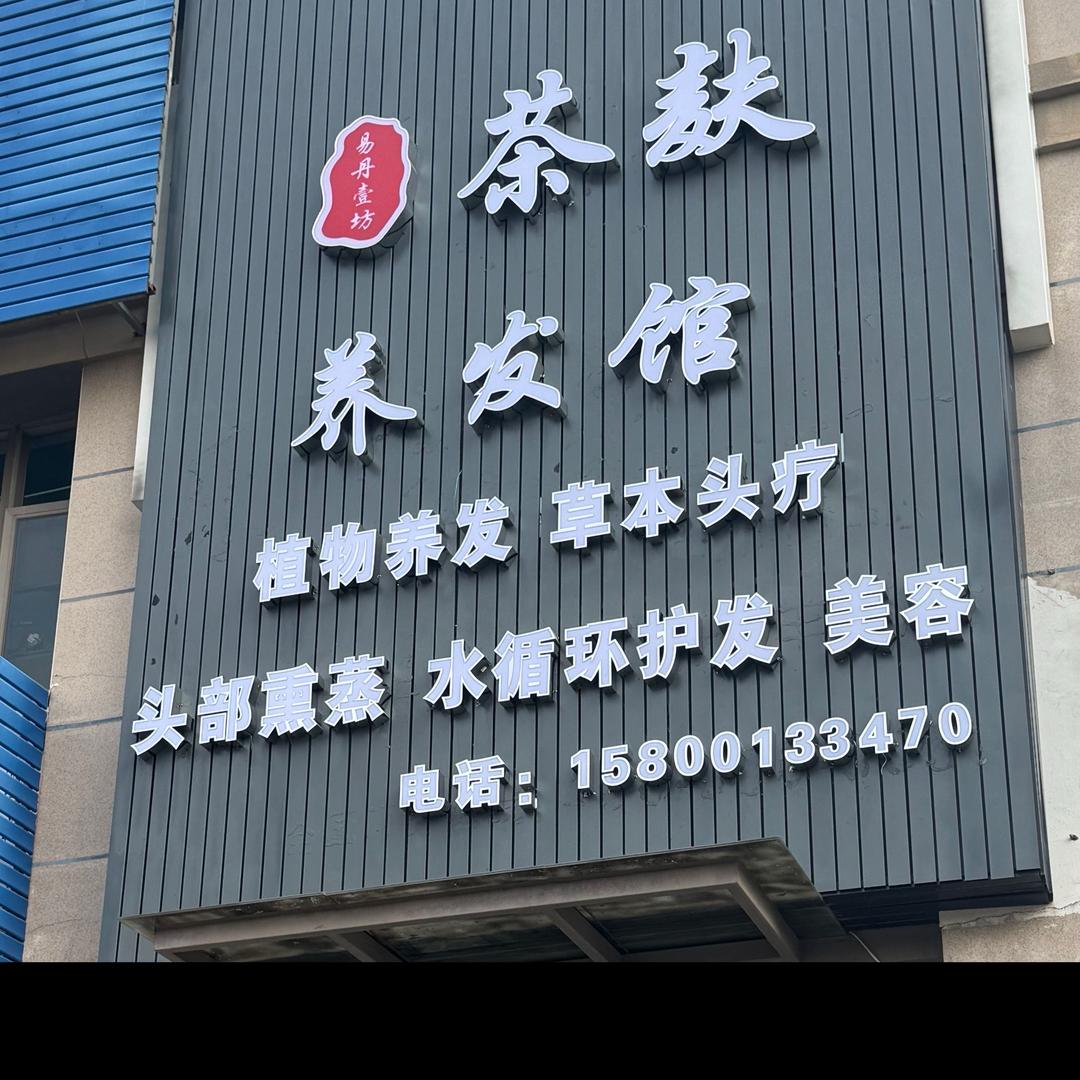 易丹壹坊
茶麸
养发馆
植物养发 草本头疗
头部熏蒸 水循环护发 美容
电话：15800133470